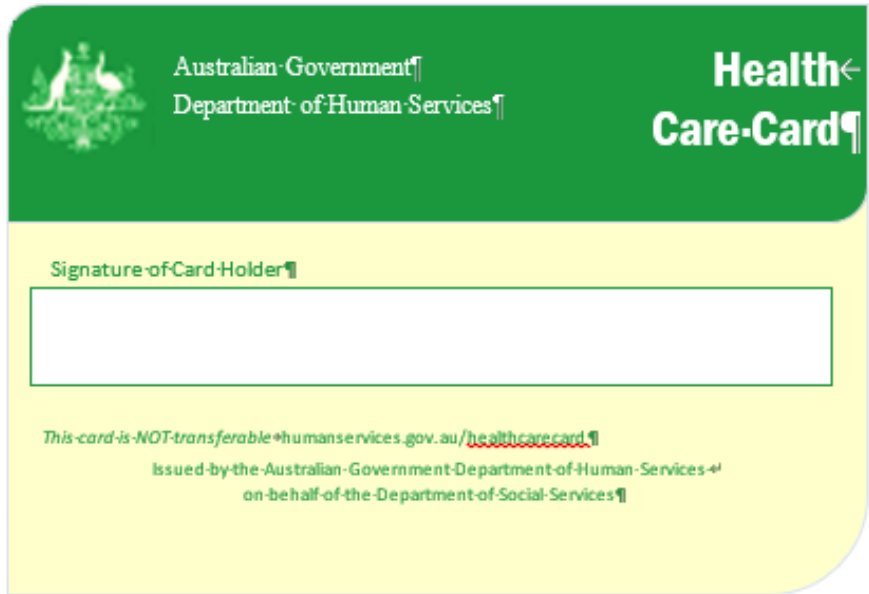 Australian Government¶
Department of Human Services¶
Health←
Care Card¶
Signature of Card Holder¶
This card is NOT transferable→humanservices.gov.au/healthcarecard ¶
Issued by the Australian Government Department of Human Services ↵
on behalf of the Department of Social Services¶